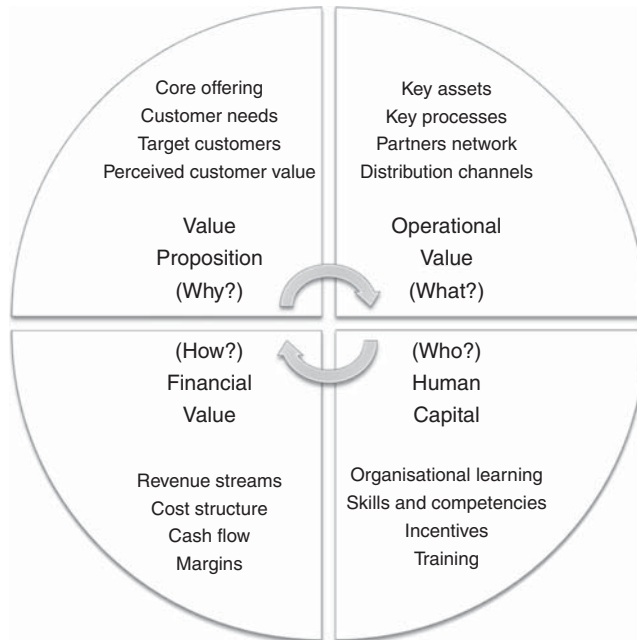 Core offering
Customer needs
Target customers
Perceived customer value
Value
Proposition
(Why?)
Key assets
Key processes
Partners network
Distribution channels
Operational
Value
(What?)
(How?)
Financial
Value
Revenue streams
Cost structure
Cash flow
Margins
(Who?)
Human
Capital
Organisational learning
Skills and competencies
Incentives
Training